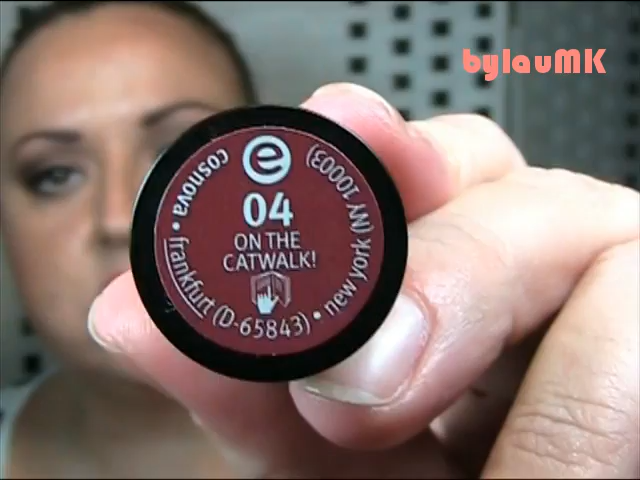 bylauMK
e
04
ON THE
CATWALK!
cosnova • frankfurt (D-65843) • new york (NY 10003)